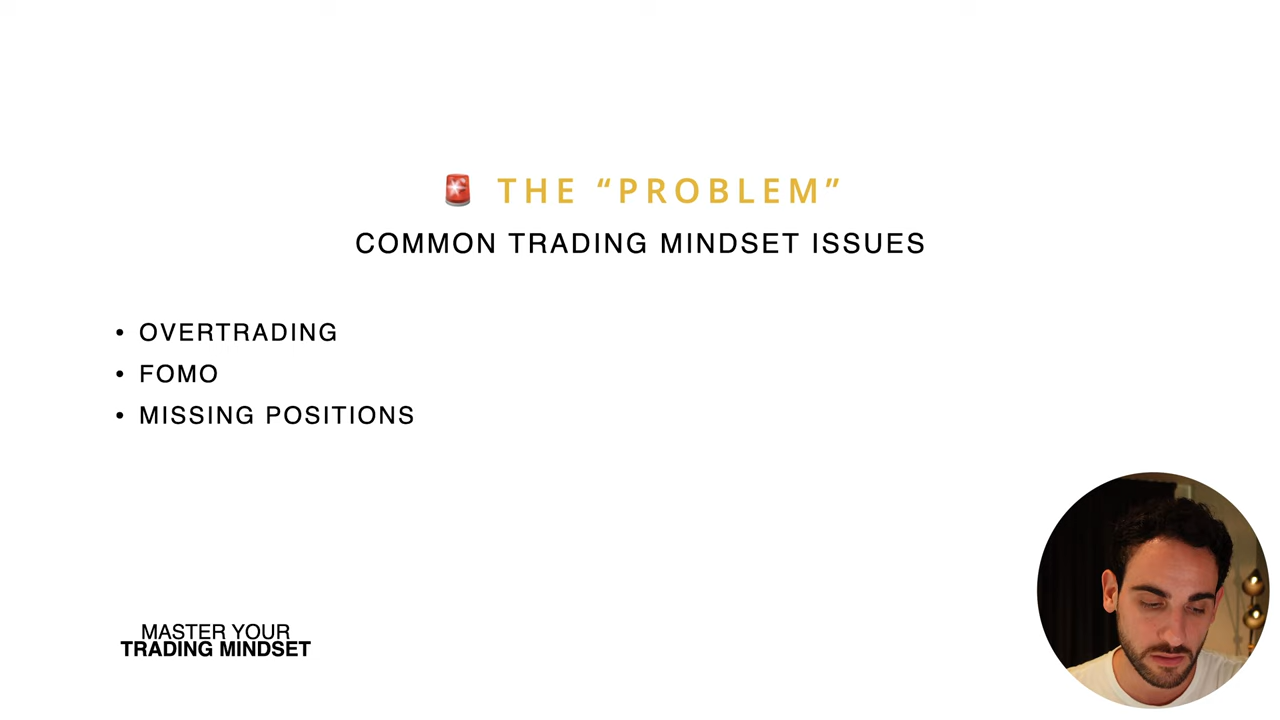 🚨 THE “PROBLEM”
COMMON TRADING MINDSET ISSUES
• OVERTRADING
• FOMO
• MISSING POSITIONS
MASTER YOUR
TRADING MINDSET